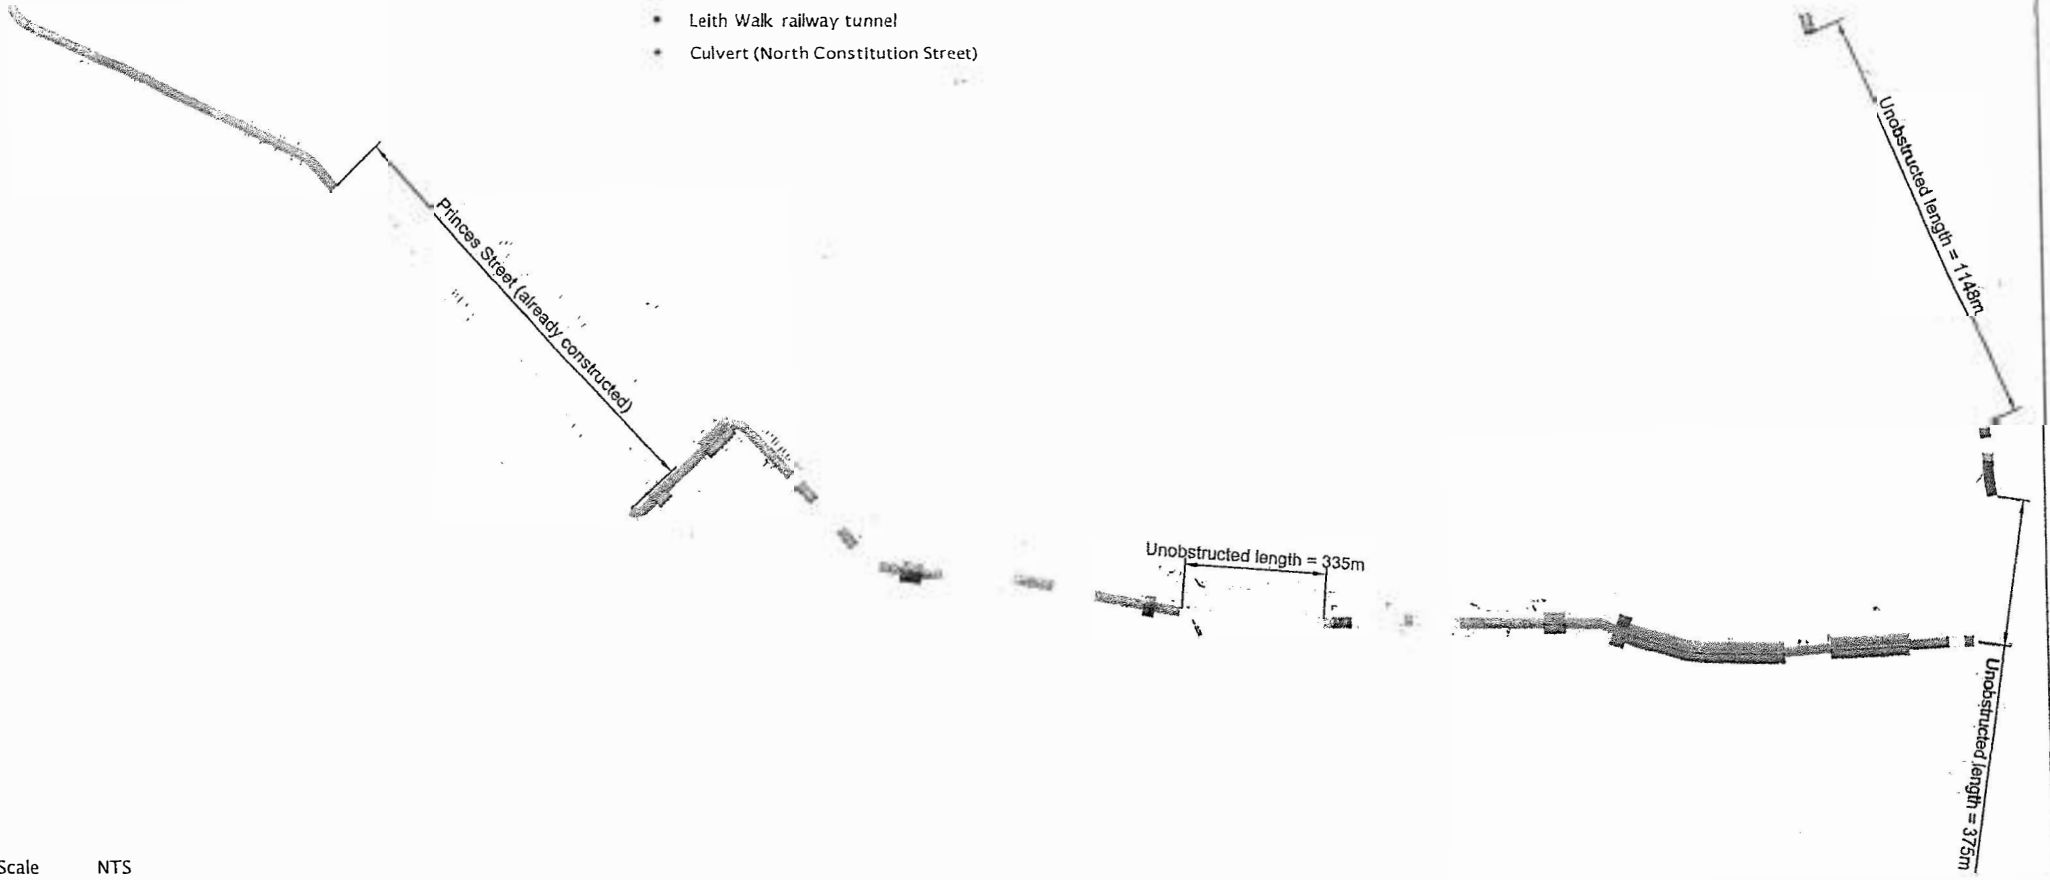 • Leith Walk railway tunnel
• Culvert (North Constitution Street)
Unobstructed length = 1148m
Princes Street (already constructed)
Unobstructed length = 335m
Unobstructed length = 375m
Scale NTS